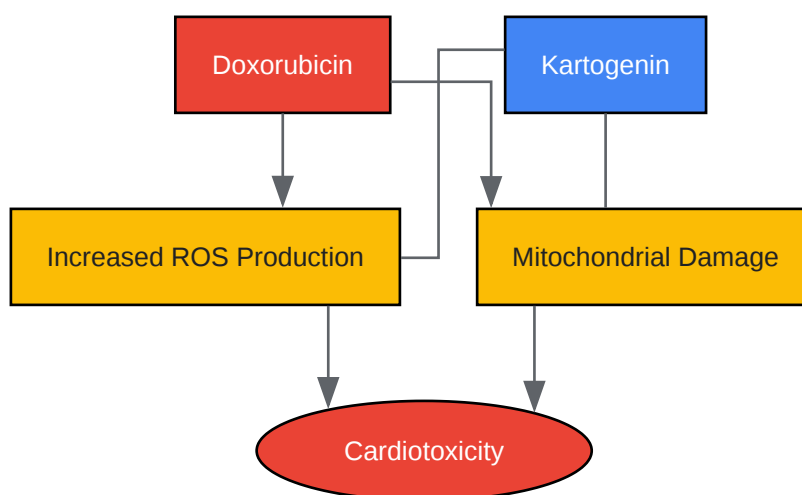 Doxorubicin
Kartogenin
Increased ROS Production
Mitochondrial Damage
Cardiotoxicity